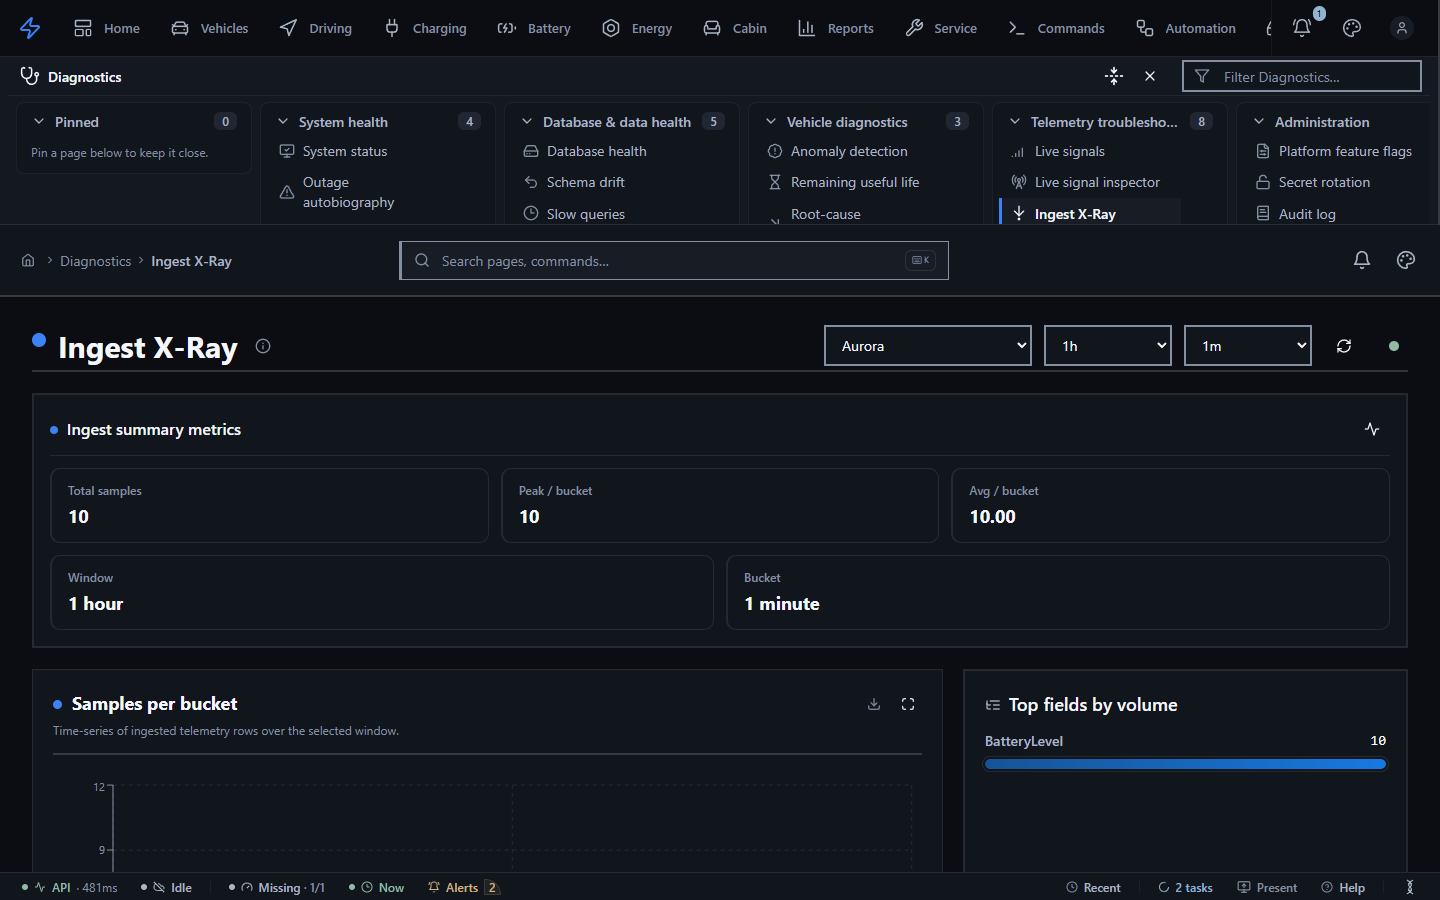 Home
Vehicles
Driving
Charging
Battery
Energy
Cabin
Reports
Service
Commands
Automation
1
Diagnostics
Filter Diagnostics...
Pinned 0
Pin a page below to keep it close.
System health 4
System status
Outage
autobiography
Database & data health 5
Database health
Schema drift
Slow queries
Vehicle diagnostics 3
Anomaly detection
Remaining useful life
Root-cause
Telemetry troublesho... 8
Live signals
Live signal inspector
Ingest X-Ray
Administration
Platform feature flags
Secret rotation
Audit log
Diagnostics
Ingest X-Ray
Search pages, commands...
K
Ingest X-Ray
Aurora
1h
1m
Ingest summary metrics
Total samples
10
Peak / bucket
10
Avg / bucket
10.00
Window
1 hour
Bucket
1 minute
Samples per bucket
Time-series of ingested telemetry rows over the selected window.
12
9
Top fields by volume
BatteryLevel 10
API · 481ms
Idle
Missing · 1/1
Now
Alerts 2
Recent
2 tasks
Present
Help